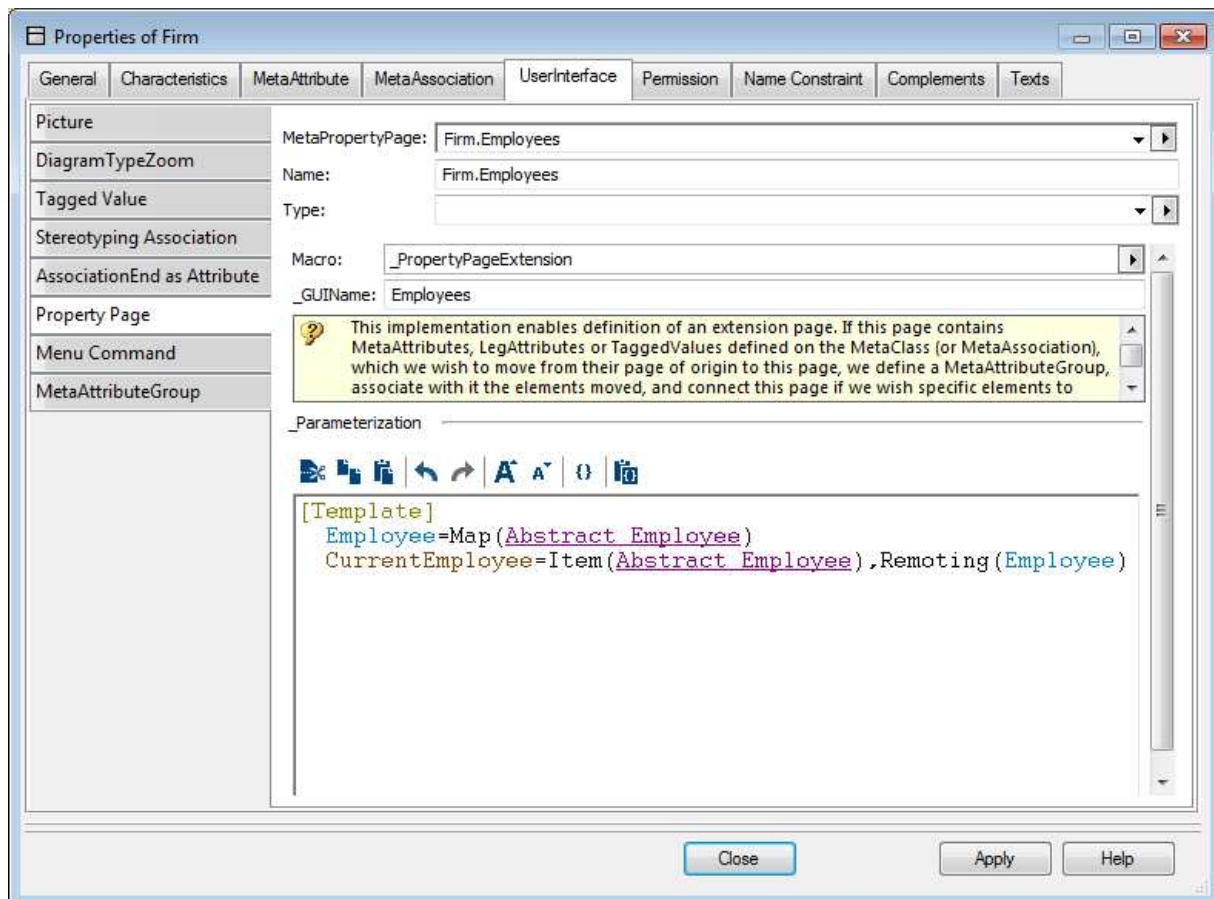 Properties of Firm
General Characteristics MetaAttribute MetaAssociation UserInterface Permission Name Constraint Complements Texts
Picture
DiagramTypeZoom
Tagged Value
Stereotyping Association
AssociationEnd as Attribute
Property Page
Menu Command
MetaAttributeGroup
MetaPropertyPage: Firm.Employees
Name: Firm.Employees
Type:
Macro: _PropertyPageExtension
_GUIName: Employees
This implementation enables definition of an extension page. If this page contains
MetaAttributes, LegAttributes or TaggedValues defined on the MetaClass (or MetaAssociation),
which we wish to move from their page of origin to this page, we define a MetaAttributeGroup,
associate with it the elements moved, and connect this page if we wish specific elements to
_Parameterization
[Template]
Employee=Map(Abstract Employee)
CurrentEmployee=Item(Abstract Employee),Remoting(Employee)
Close Apply Help